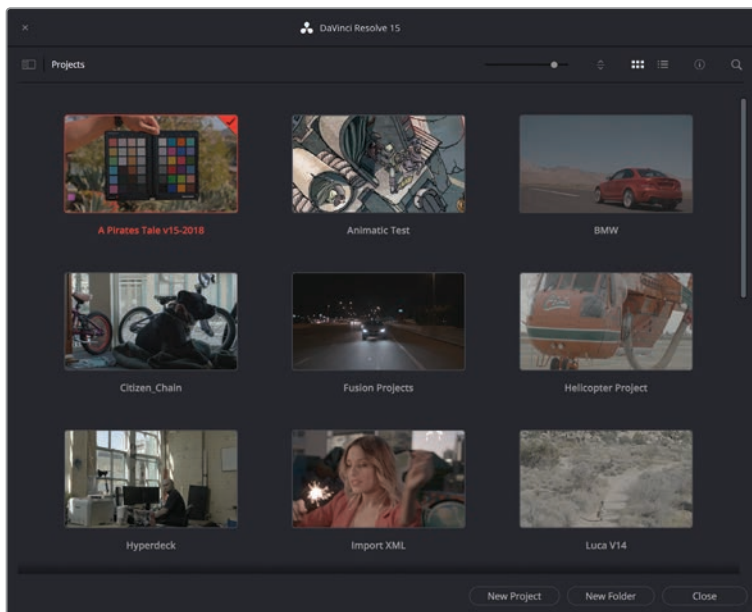 DaVinci Resolve 15
Projects
A Pirates Tale v15-2018
Animatic Test
BMW
Citizen_Chain
Fusion Projects
Helicopter Project
Hyperdeck
Import XML
Luca V14
New Project
New Folder
Close